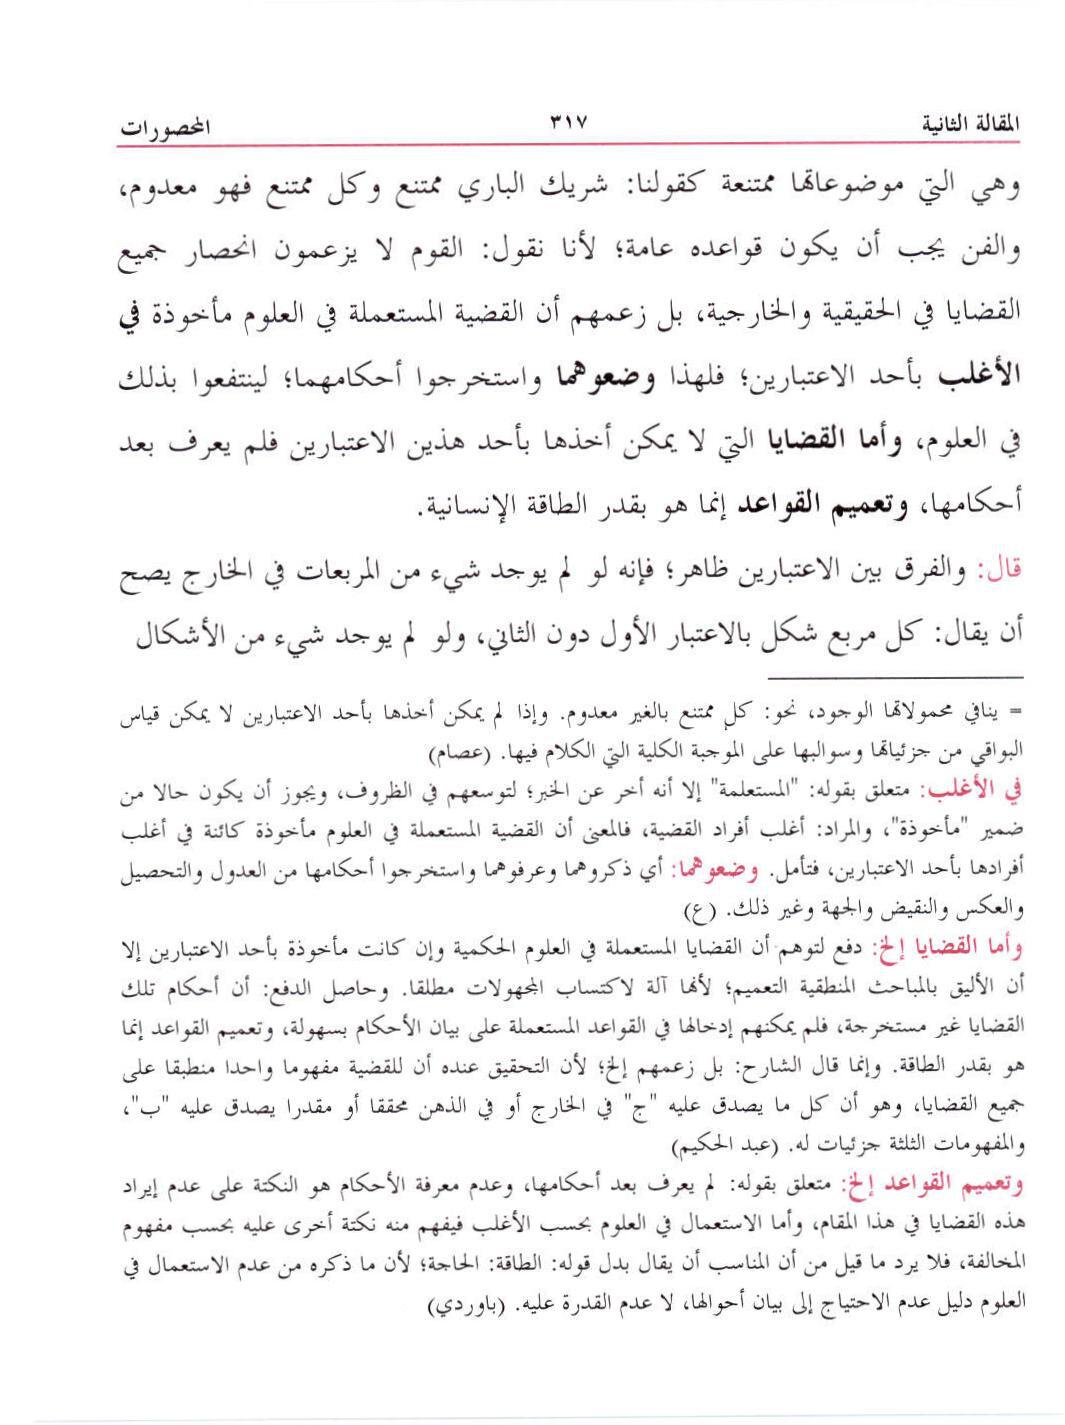 المقالة الثانية ٣١٧ المحصورات
وهي التي موضوعاتها ممتنعة كقولنا: شريك الباري ممتنع وكل ممتنع فهو معدوم،
والفن يجب أن يكون قواعده عامة؛ لأنا نقول: القوم لا يزعمون انحصار جميع
القضايا في الحقيقية والخارجية، بل زعمهم أن القضية المستعملة في العلوم مأخوذة في
الأغلب بأحد الاعتبارين؛ فلهذا وضعوهما واستخرجوا أحكامهما؛ لينتفعوا بذلك
في العلوم، وأما القضايا التي لا يمكن أخذها بأحد هذين الاعتبارين فلم يعرف بعد
أحكامها، وتعميم القواعد إنما هو بقدر الطاقة الإنسانية.
قال: والفرق بين الاعتبارين ظاهر؛ فإنه لو لم يوجد شيء من المربعات في الخارج يصح
أن يقال: كل مربع شكل بالاعتبار الأول دون الثاني، ولو لم يوجد شيء من الأشكال
= ينافي محمولاتها الوجود، نحو: كل ممتنع بالغير معدوم. وإذا لم يمكن أخذها بأحد الاعتبارين لا يمكن قياس
البواقي من جزئياتها وسوالبها على الموجبة الكلية التي الكلام فيها. (عصام)
في الأغلب: متعلق بقوله: "المستعلمة" إلا أنه أخر عن الخبر؛ لتوسعهم في الظروف، ويجوز أن يكون حالا من
ضمير "مأخوذة"، والمراد: أغلب أفراد القضية، فالمعنى أن القضية المستعملة في العلوم مأخوذة كائنة في أغلب
أفرادها بأحد الاعتبارين، فتأمل. وضعوهما: أي ذكروهما وعرفوهما واستخرجوا أحكامها من العدول والتحصيل
والعكس والنقيض والجهة وغير ذلك. (ع)
وأما القضايا إلخ: دفع لتوهم أن القضايا المستعملة في العلوم الحكمية وإن كانت مأخوذة بأحد الاعتبارين إلا
أن الأليق بالمباحث المنطقية التعميم؛ لأنها آلة لاكتساب المجهولات مطلقا. وحاصل الدفع: أن أحكام تلك
القضايا غير مستخرجة، فلم يمكنهم إدخالها في القواعد المستعملة على بيان الأحكام بسهولة، وتعميم القواعد إنما
هو بقدر الطاقة. وإنما قال الشارح: بل زعمهم إلخ؛ لأن التحقيق عنده أن للقضية مفهوما واحدا منطبقا على
جميع القضايا، وهو أن كل ما يصدق عليه "ج" في الخارج أو في الذهن محققا أو مقدرا يصدق عليه "ب"،
والمفهومات الثلثة جزئيات له. (عبد الحكيم)
وتعميم القواعد إلخ: متعلق بقوله: لم يعرف بعد أحكامها، وعدم معرفة الأحكام هو النكتة على عدم إيراد
هذه القضايا في هذا المقام، وأما الاستعمال في العلوم بحسب الأغلب فيفهم منه نكتة أخرى عليه بحسب مفهوم
المخالفة، فلا يرد ما قيل من أن المناسب أن يقال بدل قوله: الطاقة: الحاجة؛ لأن ما ذكره من عدم الاستعمال في
العلوم دليل عدم الاحتياج إلى بيان أحوالها، لا عدم القدرة عليه. (باوردي)